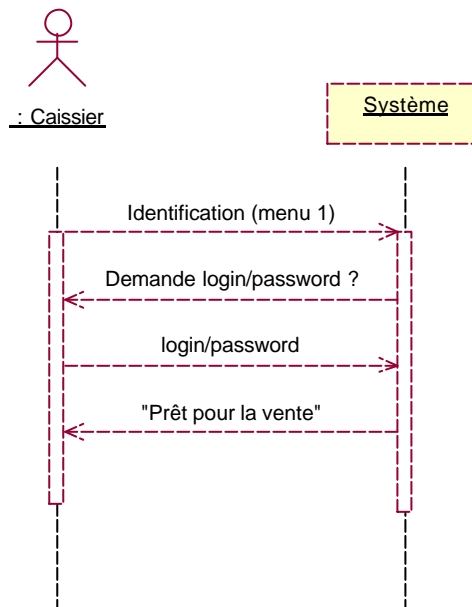 : Caissier
Système
Identification (menu 1)
Demande login/password ?
login/password
"Prêt pour la vente"